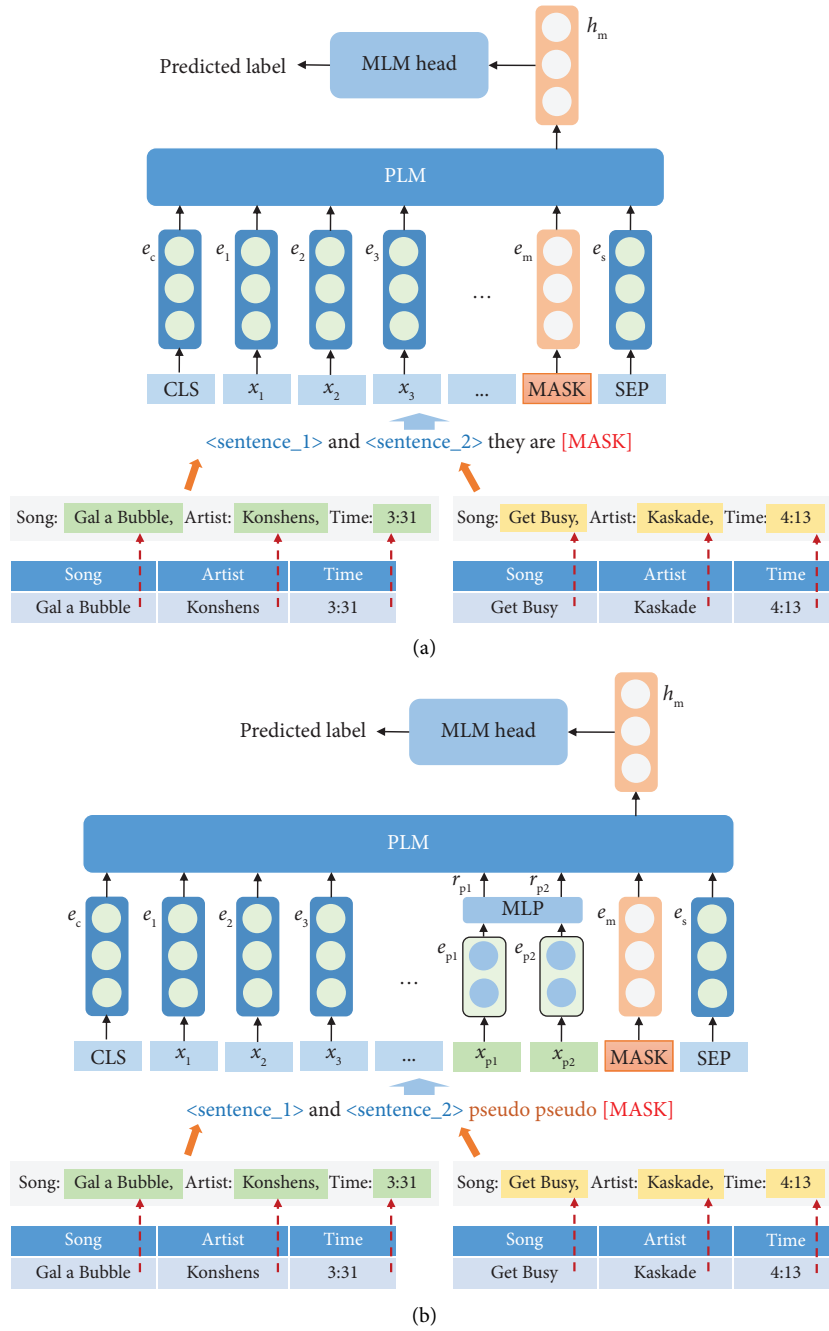 h_m
Predicted label
MLM head
PLM
e_c e_1 e_2 e_3 e_m e_s
...
CLS x_1 x_2 x_3 ... MASK SEP
<sentence_1> and <sentence_2> they are [MASK]
Song: Gal a Bubble, Artist: Konshens, Time: 3:31
Song: Get Busy, Artist: Kaskade, Time: 4:13
Song Artist Time
Gal a Bubble Konshens 3:31
Song Artist Time
Get Busy Kaskade 4:13
(a)
h_m
Predicted label
MLM head
PLM
r_p1 r_p2
MLP
e_c e_1 e_2 e_3 e_p1 e_p2 e_m e_s
...
CLS x_1 x_2 x_3 ... x_p1 x_p2 MASK SEP
<sentence_1> and <sentence_2> pseudo pseudo [MASK]
Song: Gal a Bubble, Artist: Konshens, Time: 3:31
Song: Get Busy, Artist: Kaskade, Time: 4:13
Song Artist Time
Gal a Bubble Konshens 3:31
Song Artist Time
Get Busy Kaskade 4:13
(b)